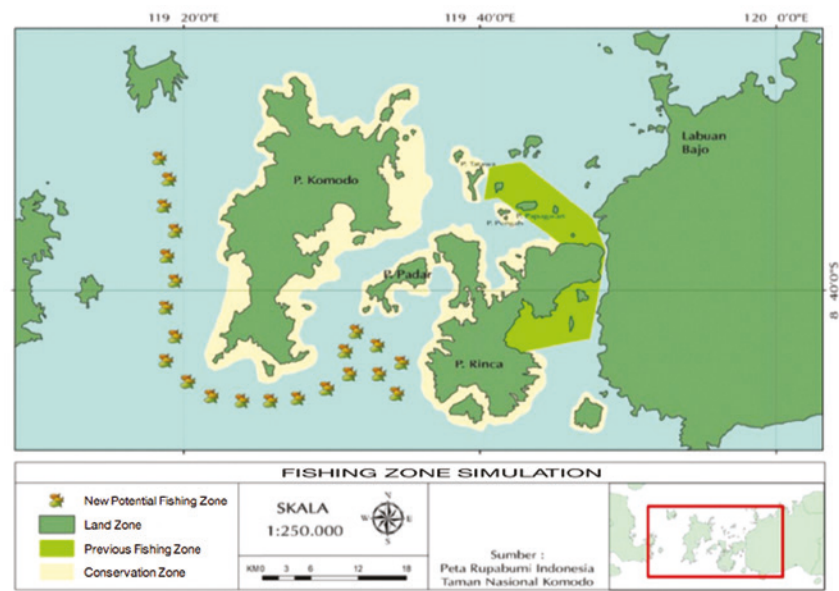 119 20'0"E
119 40'0"E
120 0'0"E
Labuan
Bajo
P. Tatawa
P. Komodo
P. Papagaran
P. Padar
8 40'0"S
P. Rinca
FISHING ZONE SIMULATION
New Potential Fishing Zone
Land Zone
Previous Fishing Zone
Conservation Zone
SKALA
1:250.000
N
W E
S
KM0 3 6 12 18
Sumber :
Peta Rupabumi Indonesia
Taman Nasional Komodo